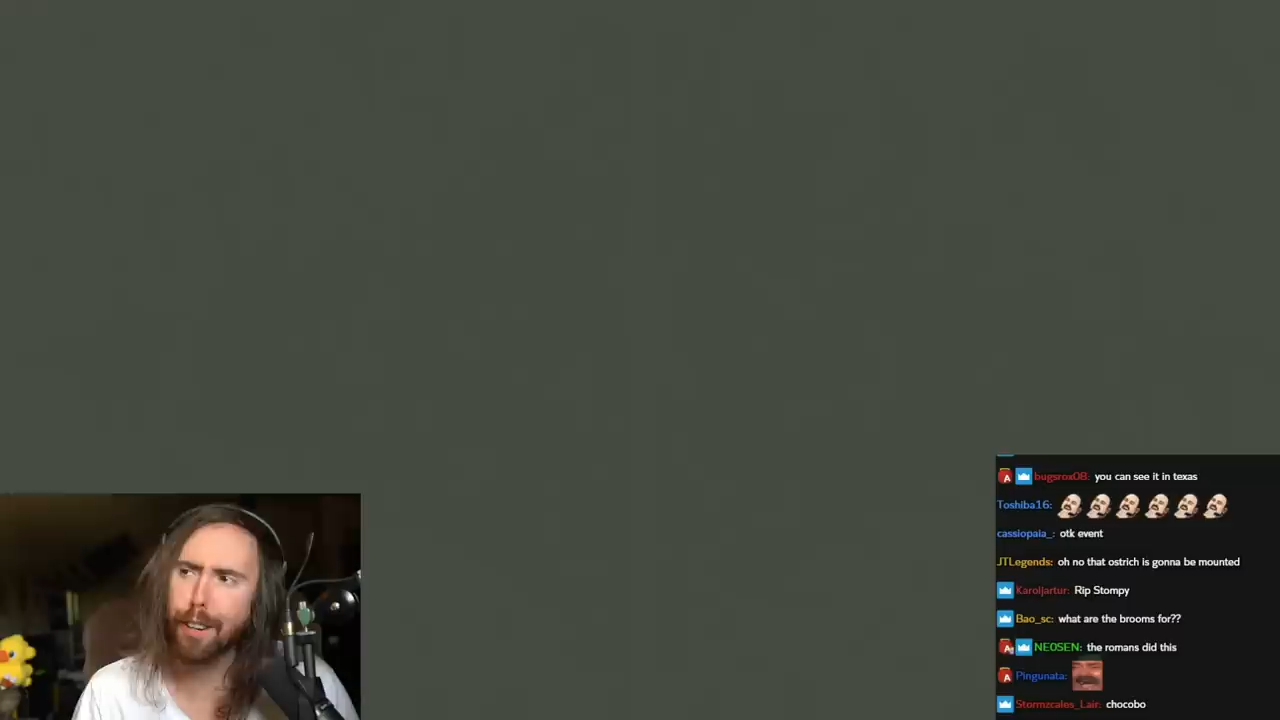 bugsrox08: you can see it in texas
Toshiba16:
cassiopaia_: otk event
JTLegends: oh no that ostrich is gonna be mounted
Karoljartur: Rip Stompy
Bao_sc: what are the brooms for??
NEOSEN: the romans did this
Pingunata:
Stormzcales_Lair: chocobo